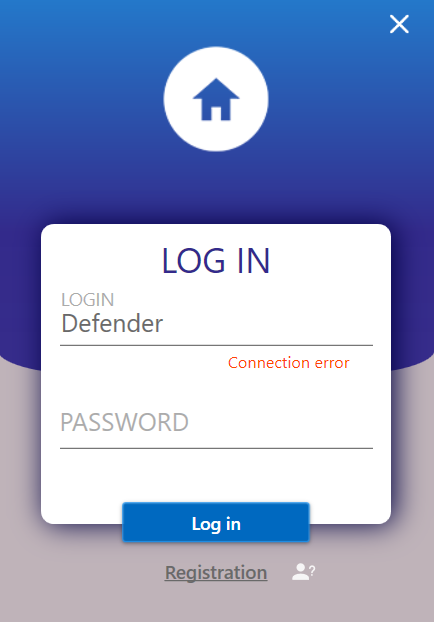 LOG IN
LOGIN
Defender
Connection error
PASSWORD
Log in
Registration
?